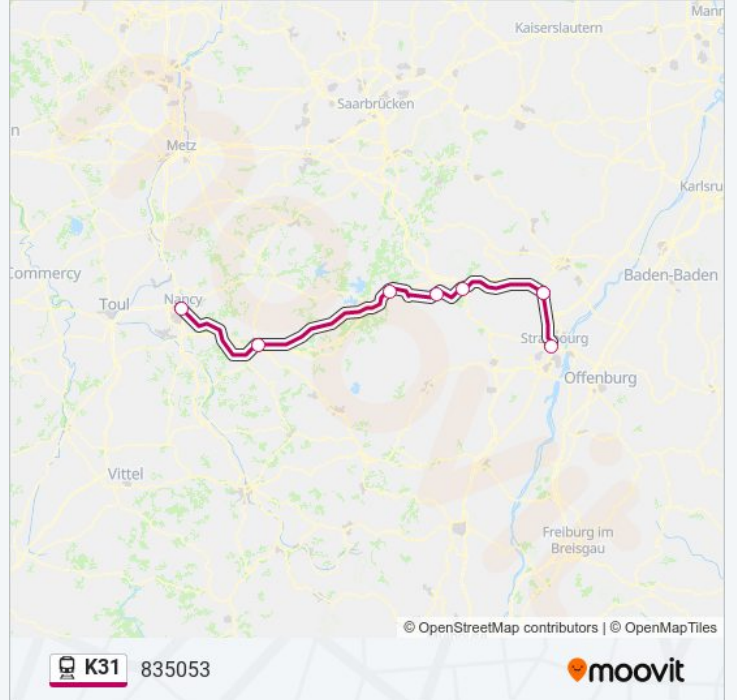 Mann
Kaiserslautern
Saarbrücken
n
Metz
Karlsru
Commercy
Baden-Baden
Toul
Nancy
Offenburg
Vittel
Freiburg im
Breisgau
© OpenStreetMap contributors | © OpenMapTiles
K31 835053
moovit